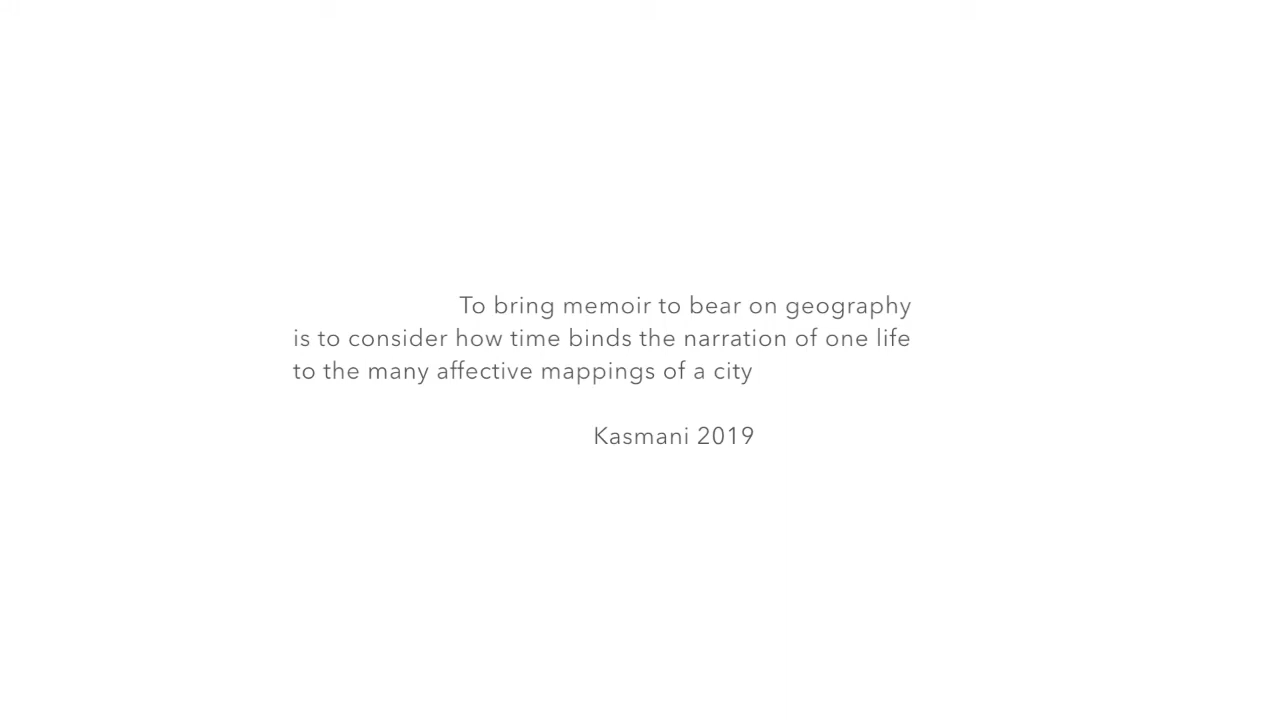 To bring memoir to bear on geography
is to consider how time binds the narration of one life
to the many affective mappings of a city
Kasmani 2019